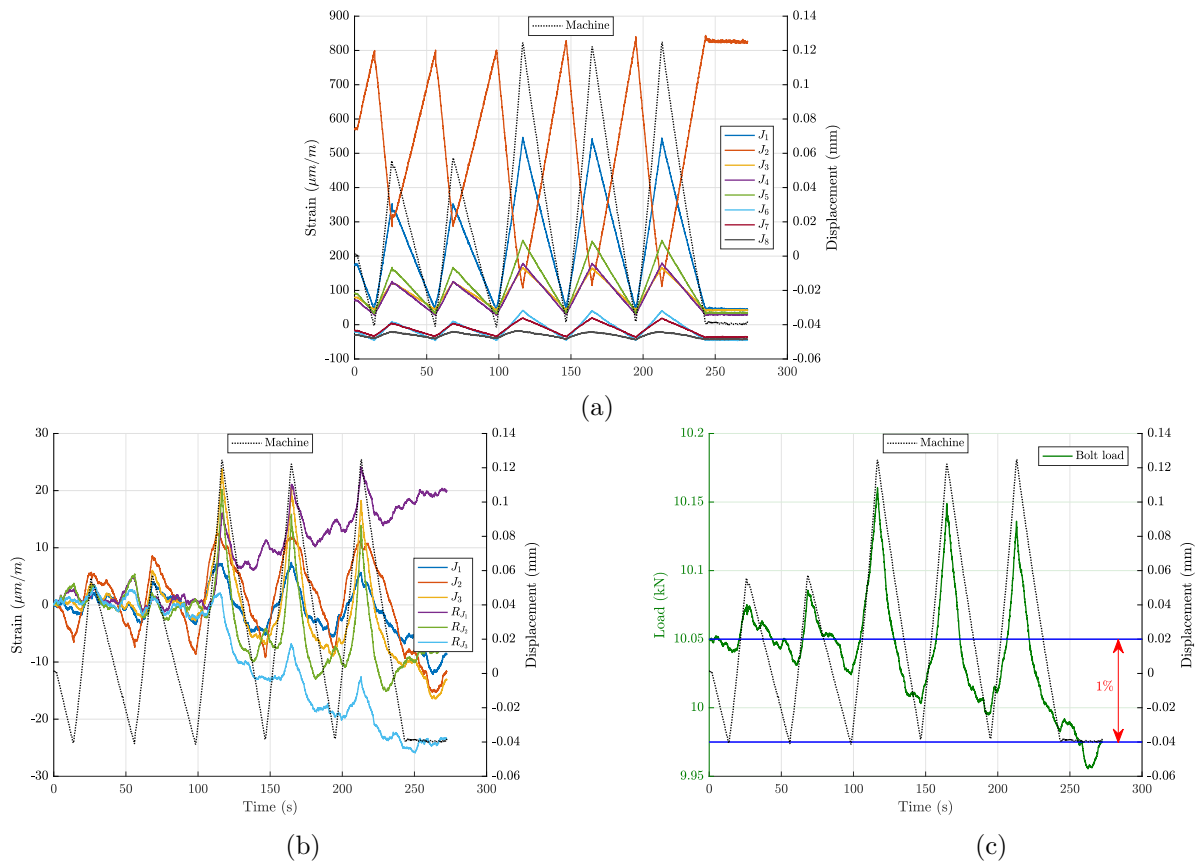 Machine
900
800
700
600
500
400
300
200
100
0
-100
Strain (μm/m)
0.14
0.12
0.1
0.08
0.06
0.04
0.02
0
-0.02
-0.04
-0.06
Displacement (mm)
J1
J2
J3
J4
J5
J6
J7
J8
0 50 100 150 200 250 300
(a)
Machine
30
20
10
0
-10
-20
-30
Strain (μm/m)
0.14
0.12
0.1
0.08
0.06
0.04
0.02
0
-0.02
-0.04
-0.06
Displacement (mm)
J1
J2
J3
RJ1
RJ2
RJ3
0 50 100 150 200 250 300
Time (s)
(b)
Machine
Bolt load
10.2
10.15
10.1
10.05
10
9.95
Load (kN)
0.14
0.12
0.1
0.08
0.06
0.04
0.02
0
-0.02
-0.04
-0.06
Displacement (mm)
1%
0 50 100 150 200 250 300
Time (s)
(c)